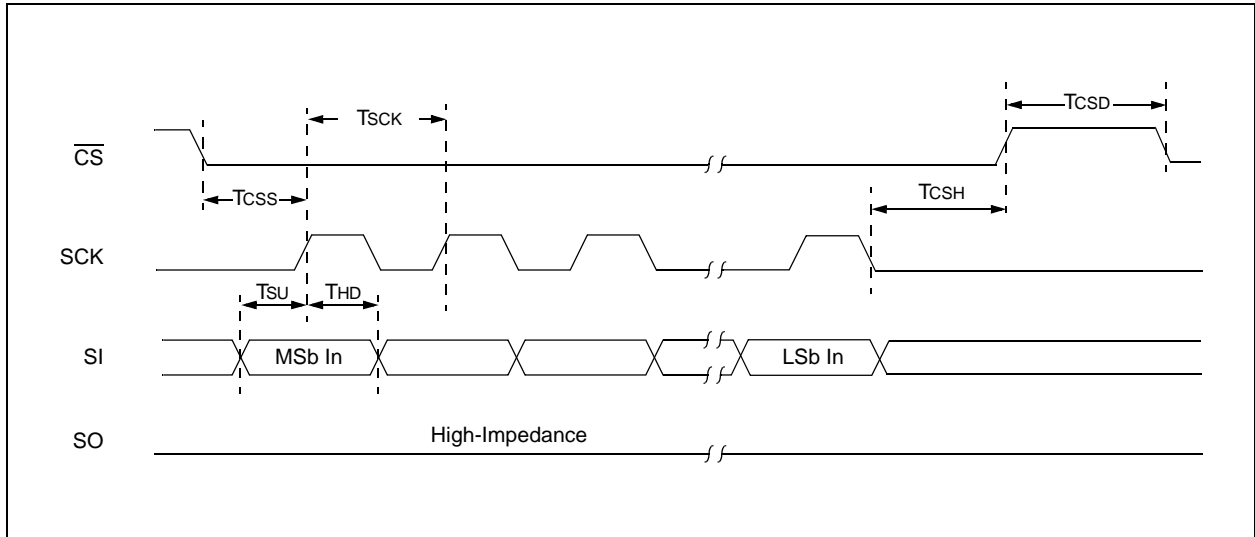 TSCK
TCSD
CS
TCSS
TCSH
SCK
TSU
THD
SI
MSb In
LSb In
High-Impedance
SO